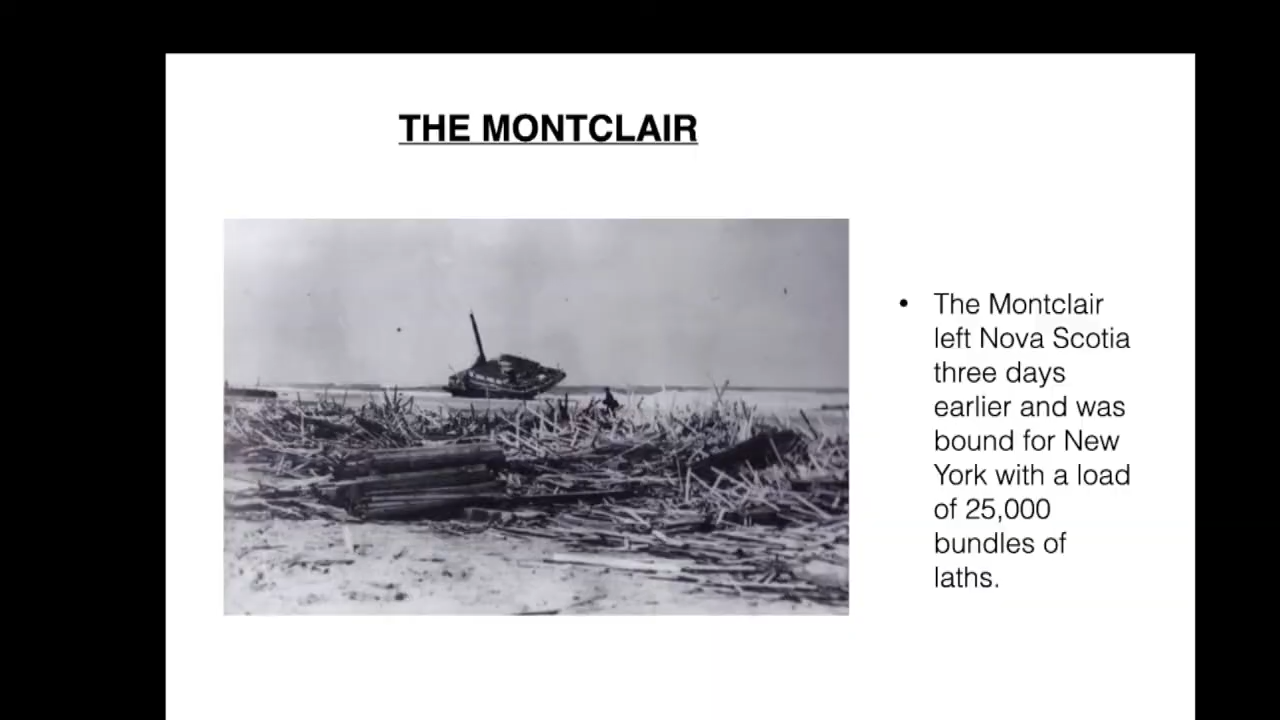 THE MONTCLAIR
• The Montclair
left Nova Scotia
three days
earlier and was
bound for New
York with a load
of 25,000
bundles of
laths.